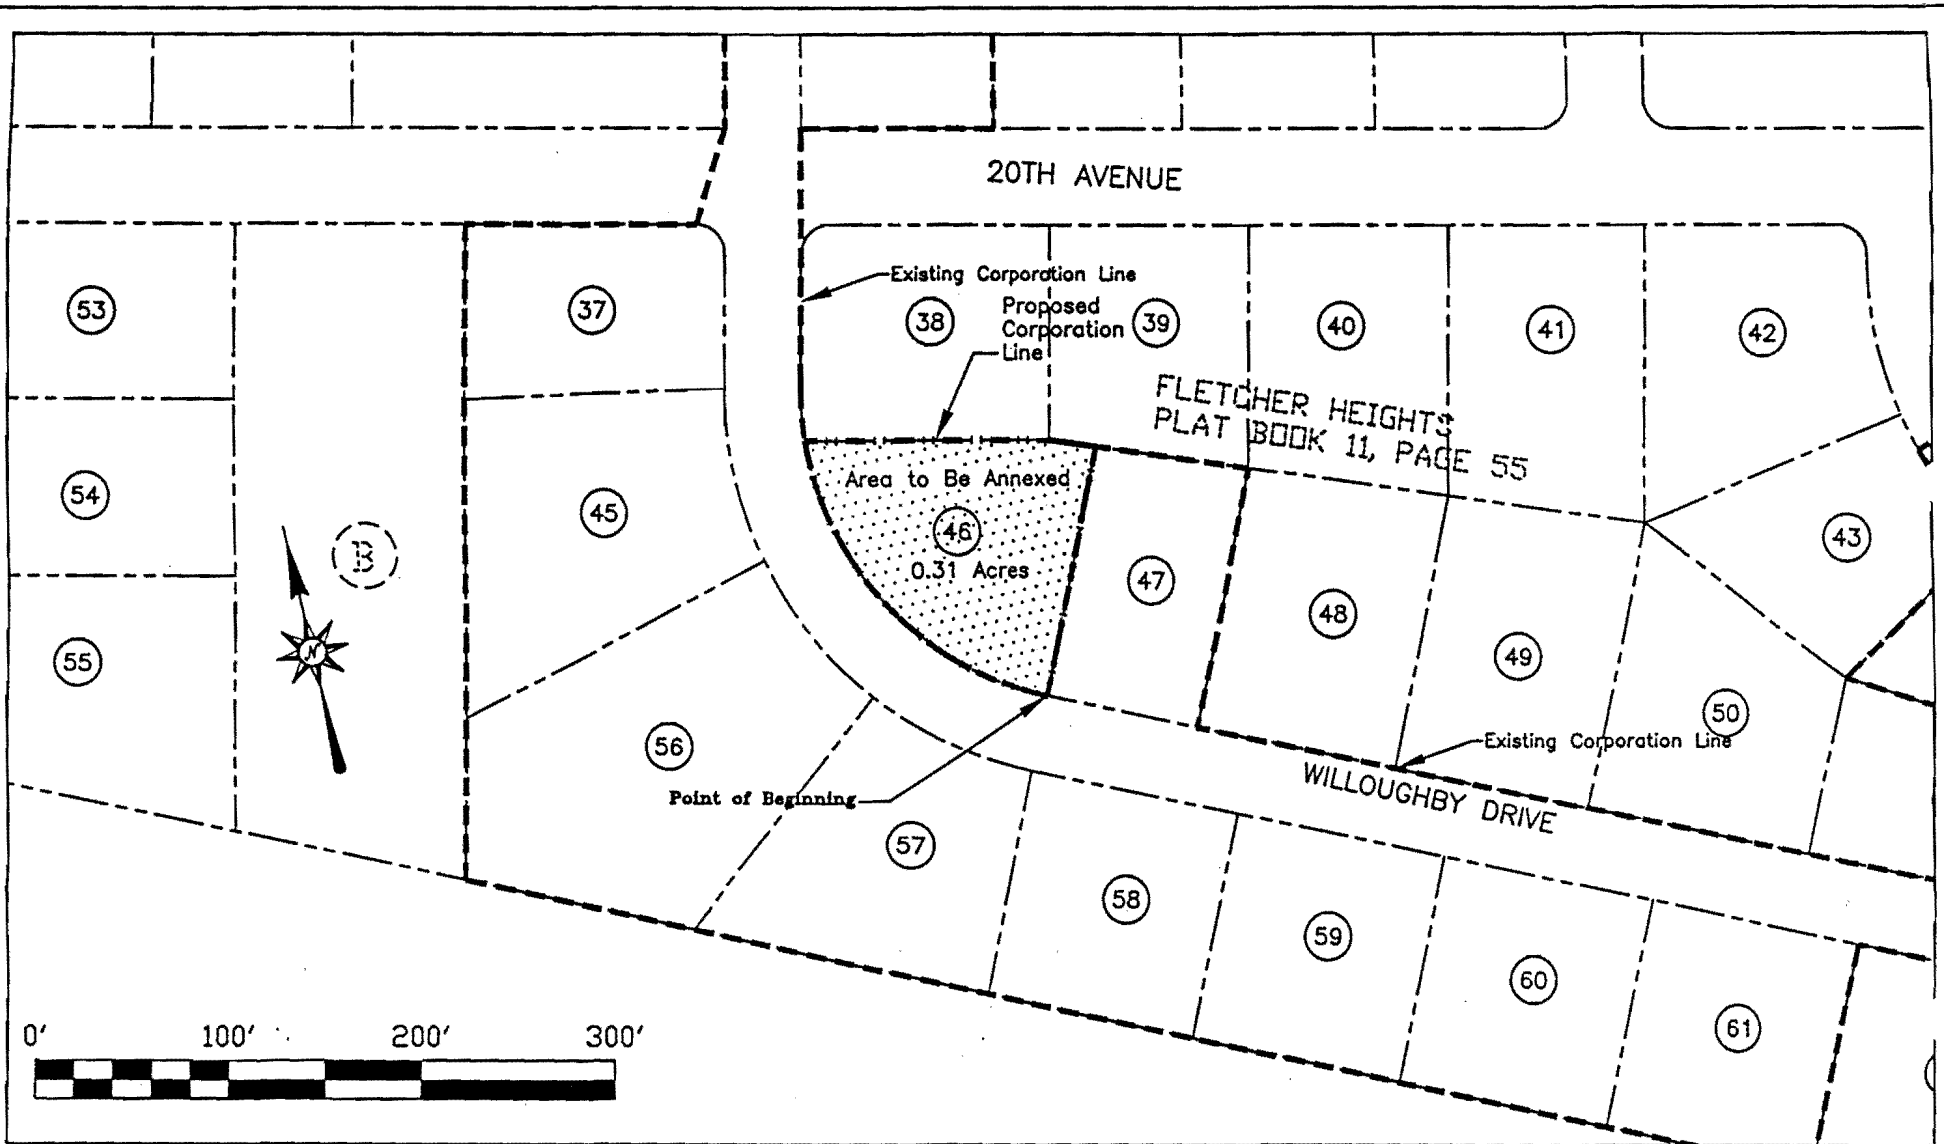 20TH AVENUE
Existing Corporation Line
Proposed
Corporation
Line
53
37
38
39
40
41
42
FLETCHER HEIGHTS
PLAT BOOK 11, PAGE 55
Area to Be Annexed
46
0.31 Acres
54
45
B
43
47
48
55
N
49
50
56
Existing Corporation Line
Point of Beginning
WILLOUGHBY DRIVE
57
58
59
60
61
0' 100' 200' 300'